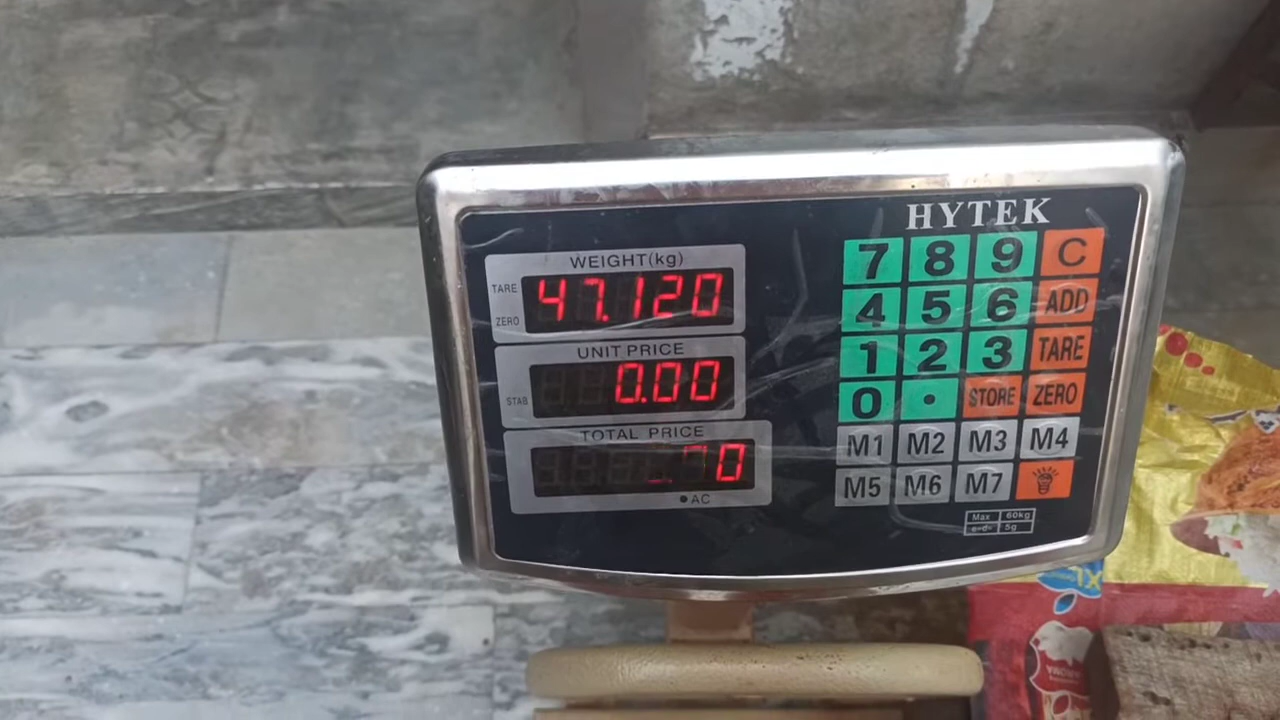 HYTEK
WEIGHT(kg)
TARE
ZERO
47.120
UNIT PRICE
STAB
0.00
TOTAL PRICE
AC
7 8 9 C
4 5 6 ADD
1 2 3 TARE
0 . STORE ZERO
M1 M2 M3 M4
M5 M6 M7
Max 60kg
e=d= 5g